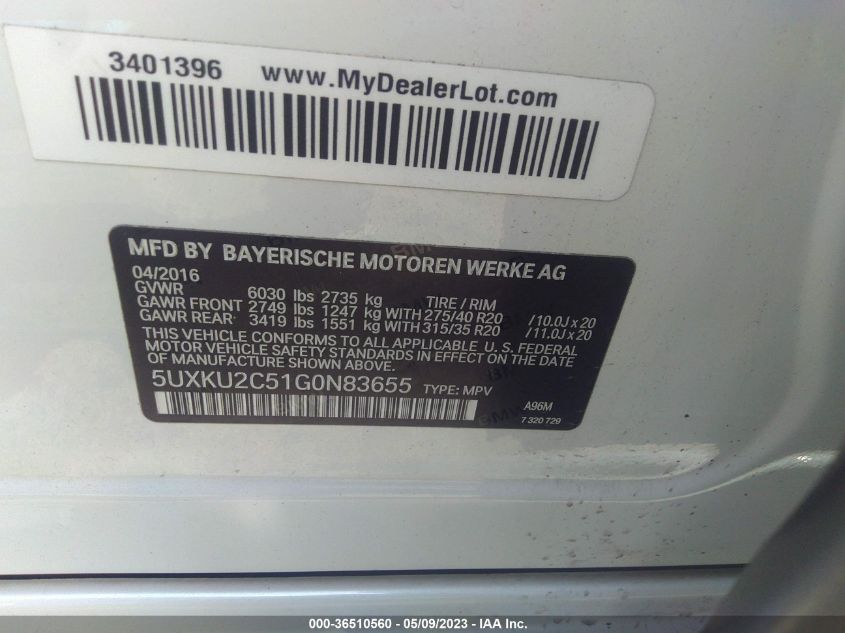 3401396 www.MyDealerLot.com
MFD BY BAYERISCHE MOTOREN WERKE AG
04/2016
GVWR 6030 lbs 2735 kg TIRE / RIM
GAWR FRONT 2749 lbs 1247 kg WITH 275/40 R20 /10.0J x 20
GAWR REAR 3419 lbs 1551 kg WITH 315/35 R20 /11.0J x 20
THIS VEHICLE CONFORMS TO ALL APPLICABLE U.S. FEDERAL
MOTOR VEHICLE SAFETY STANDARDS IN EFFECT ON THE DATE
OF MANUFACTURE SHOWN ABOVE.
5UXKU2C51G0N83655 TYPE: MPV
A96M
7 320 729
000-36510560 - 05/09/2023 - IAA Inc.